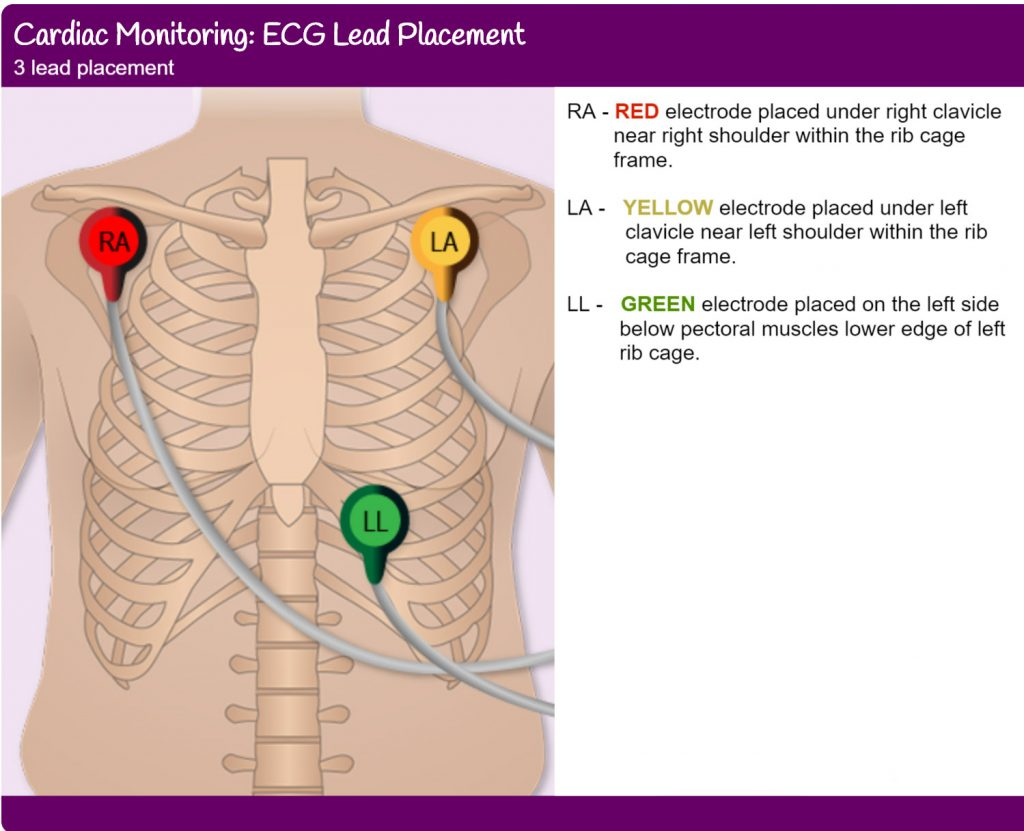 Cardiac Monitoring: ECG Lead Placement
3 lead placement
RA - RED electrode placed under right clavicle
near right shoulder within the rib cage
frame.
LA - YELLOW electrode placed under left
clavicle near left shoulder within the rib
cage frame.
LL - GREEN electrode placed on the left side
below pectoral muscles lower edge of left
rib cage.
RA
LA
LL